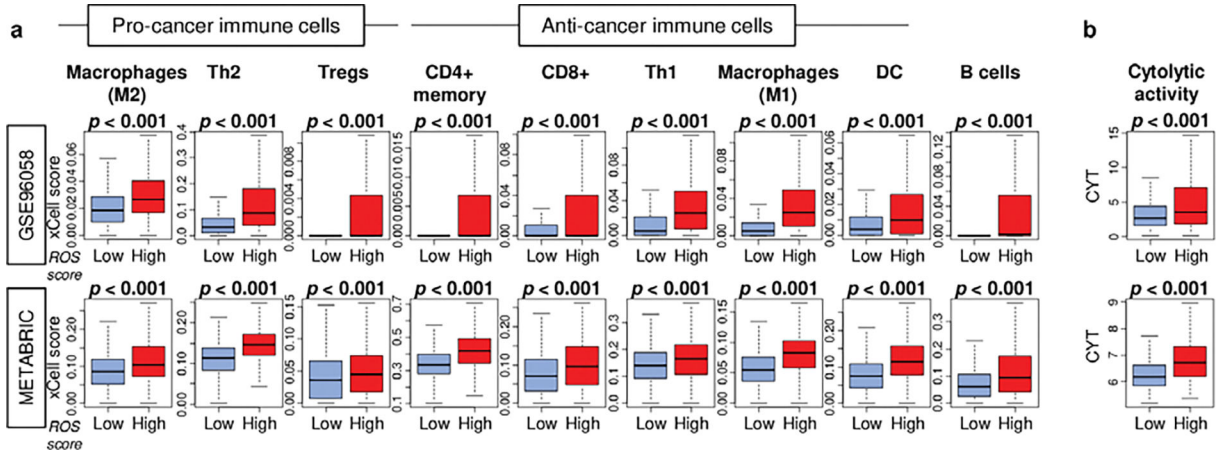 a
Pro-cancer immune cells
Anti-cancer immune cells
b
Macrophages (M2)
Th2
Tregs
CD4+ memory
CD8+
Th1
Macrophages (M1)
DC
B cells
Cytolytic activity
GSE96058
xCell score
p < 0.001 p < 0.001 p < 0.001 p < 0.001 p < 0.001 p < 0.001 p < 0.001 p < 0.001 p < 0.001 p < 0.001
0.00 0.02 0.04 0.06
0.0 0.1 0.2 0.3 0.4
0.000 0.004 0.008
0.000 0.005 0.010 0.015
0.00 0.04 0.08
0.00 0.04 0.08
0.00 0.04 0.08
0.00 0.02 0.04 0.06
0.00 0.04 0.08 0.12
CYT
0 5 10 15
ROS score
Low High Low High Low High Low High Low High Low High Low High Low High Low High Low High
METABRIC
xCell score
p < 0.001 p < 0.001 p < 0.001 p < 0.001 p < 0.001 p < 0.001 p < 0.001 p < 0.001 p < 0.001 p < 0.001
0.00 0.10 0.20
0.00 0.10 0.20
0.00 0.05 0.10 0.15
0.1 0.3 0.5 0.7
0.00 0.10 0.20
0.0 0.1 0.2 0.3
0.00 0.05 0.10 0.15
0.00 0.10 0.20
0.0 0.1 0.2 0.3
CYT
6 7 8 9
ROS score
Low High Low High Low High Low High Low High Low High Low High Low High Low High Low High